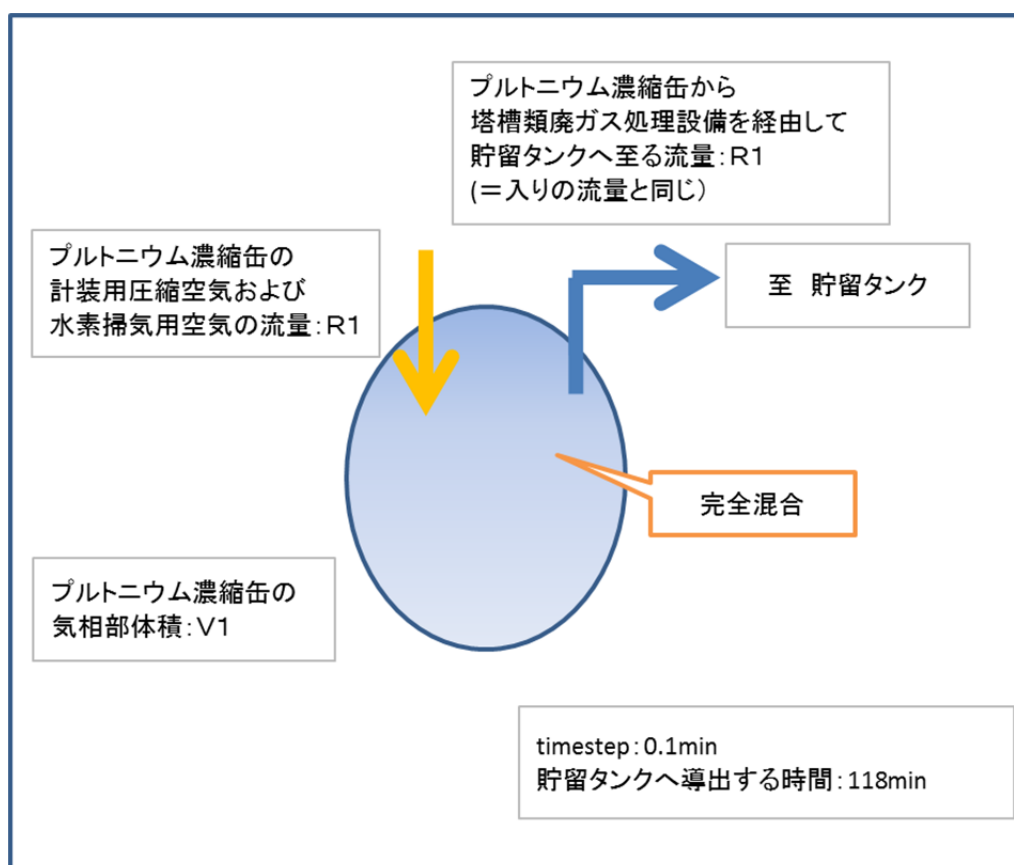 プルトニウム濃縮缶から
塔槽類廃ガス処理設備を経由して
貯留タンクへ至る流量：R1
(＝入りの流量と同じ）
プルトニウム濃縮缶の
計装用圧縮空気および
水素掃気用空気の流量：R1
至　貯留タンク
完全混合
プルトニウム濃縮缶の
気相部体積：V1
timestep：0.1min
貯留タンクへ導出する時間：118min